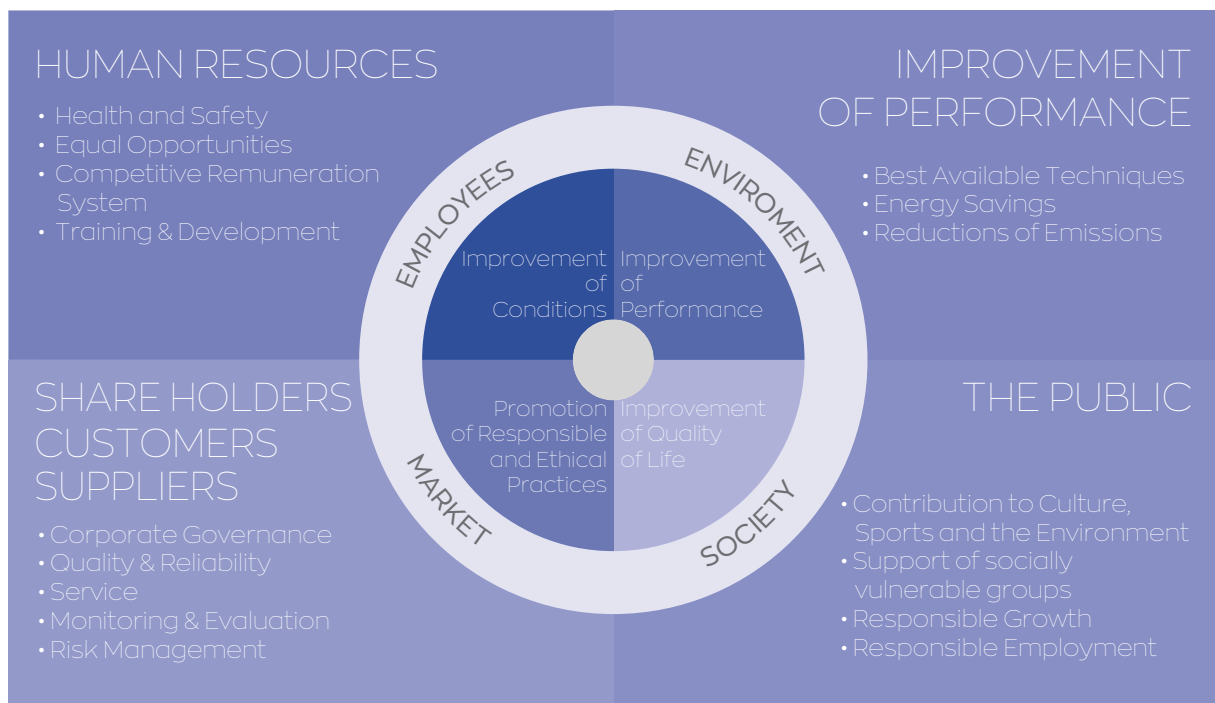 HUMAN RESOURCES
• Health and Safety
• Equal Opportunities
• Competitive Remuneration
System
• Training & Development
IMPROVEMENT
OF PERFORMANCE
• Best Available Techniques
• Energy Savings
• Reductions of Emissions
EMPLOYEES
ENVIROMENT
Improvement
of
Conditions
Improvement
of
Performance
SHARE HOLDERS
CUSTOMERS
SUPPLIERS
• Corporate Governance
• Quality & Reliability
• Service
• Monitoring & Evaluation
• Risk Management
Promotion
of Responsible
and Ethical
Practices
Improvement
of Quality
of Life
MARKET
SOCIETY
THE PUBLIC
• Contribution to Culture,
Sports and the Environment
• Support of socially
vulnerable groups
• Responsible Growth
• Responsible Employment